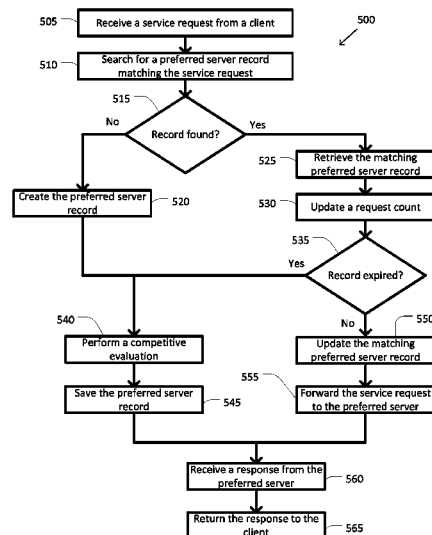 505
Receive a service request from a client
500
510
Search for a preferred server record
matching the service request
515
No
Record found?
Yes
525
Retrieve the matching
preferred server record
Create the preferred server
record
520
530
Update a request count
535
Yes
Record expired?
No
540
Perform a competitive
evaluation
Update the matching
preferred server record
550
Save the preferred server
record
545
555
Forward the service request
to the preferred server
Receive a response from the
preferred server
560
Return the response to the
client
565